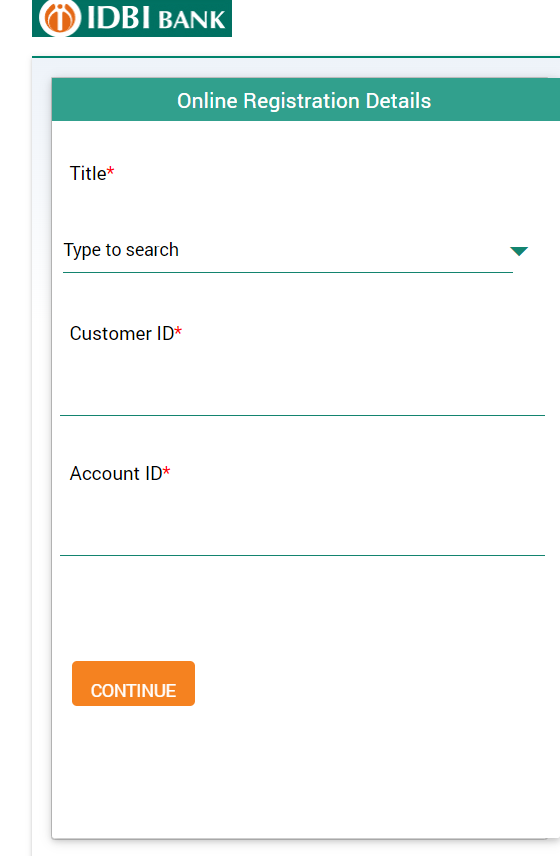 IDBI BANK
Online Registration Details
Title*
Type to search
Customer ID*
Account ID*
CONTINUE